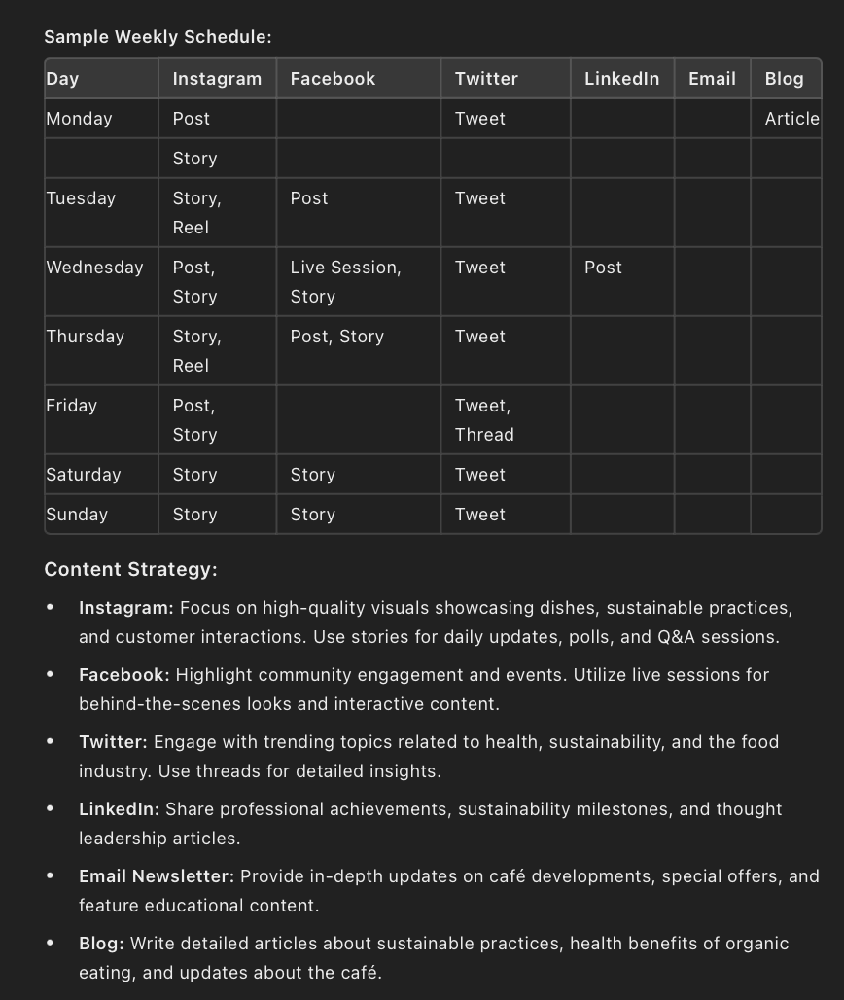 Sample Weekly Schedule:
Day Instagram Facebook Twitter LinkedIn Email Blog
Monday Post Tweet Article
Story
Tuesday Story, Post Tweet
Reel
Wednesday Post, Live Session, Tweet Post
Story Story
Thursday Story, Post, Story Tweet
Reel
Friday Post, Tweet,
Story Thread
Saturday Story Story Tweet
Sunday Story Story Tweet
Content Strategy:
• Instagram: Focus on high-quality visuals showcasing dishes, sustainable practices,
and customer interactions. Use stories for daily updates, polls, and Q&A sessions.
• Facebook: Highlight community engagement and events. Utilize live sessions for
behind-the-scenes looks and interactive content.
• Twitter: Engage with trending topics related to health, sustainability, and the food
industry. Use threads for detailed insights.
• LinkedIn: Share professional achievements, sustainability milestones, and thought
leadership articles.
• Email Newsletter: Provide in-depth updates on café developments, special offers, and
feature educational content.
• Blog: Write detailed articles about sustainable practices, health benefits of organic
eating, and updates about the café.